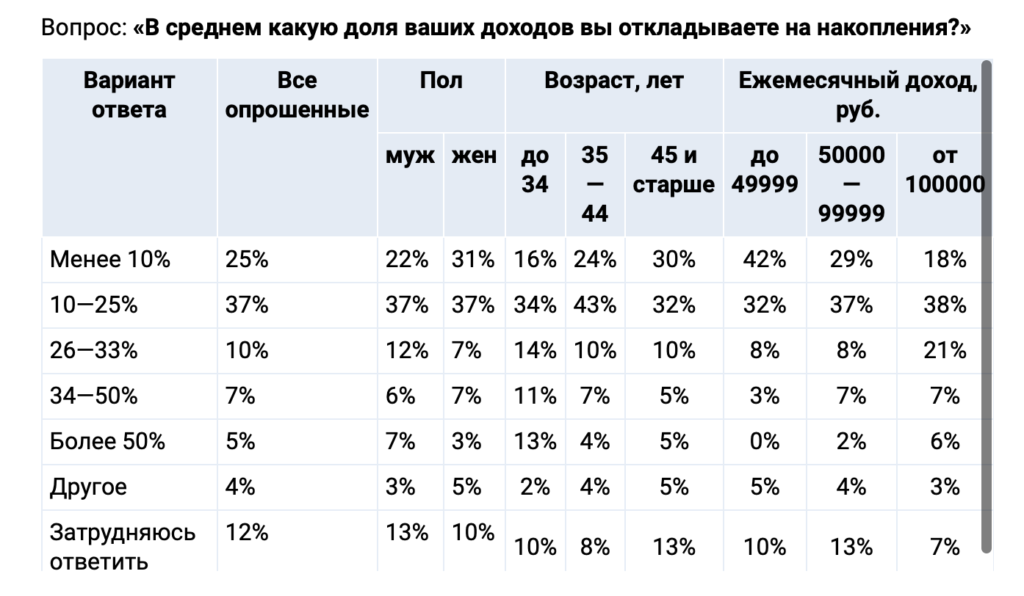 Вопрос: «В среднем какую доля ваших доходов вы откладываете на накопления?»
Вариант ответа Все опрошенные Пол Возраст, лет Ежемесячный доход, руб.
муж жен до 34 35 — 44 45 и старше до 49999 50000 — 99999 от 100000
Менее 10% 25% 22% 31% 16% 24% 30% 42% 29% 18%
10—25% 37% 37% 37% 34% 43% 32% 32% 37% 38%
26—33% 10% 12% 7% 14% 10% 10% 8% 8% 21%
34—50% 7% 6% 7% 11% 7% 5% 3% 7% 7%
Более 50% 5% 7% 3% 13% 4% 5% 0% 2% 6%
Другое 4% 3% 5% 2% 4% 5% 5% 4% 3%
Затрудняюсь ответить 12% 13% 10% 10% 8% 13% 10% 13% 7%